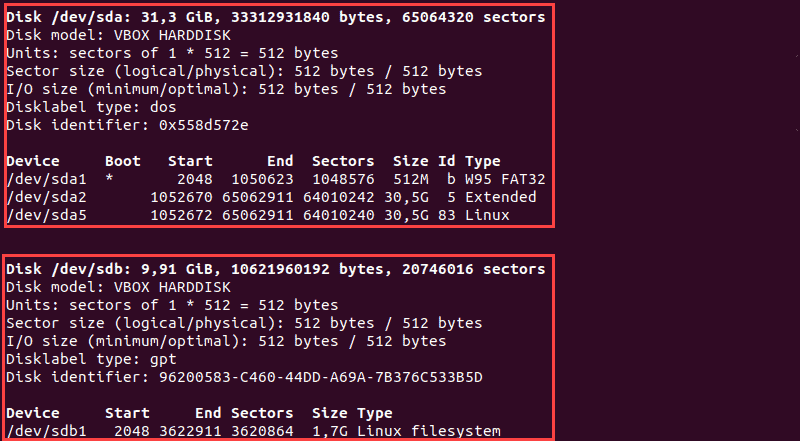 Disk /dev/sda: 31,3 GiB, 33312931840 bytes, 65064320 sectors
Disk model: VBOX HARDDISK
Units: sectors of 1 * 512 = 512 bytes
Sector size (logical/physical): 512 bytes / 512 bytes
I/O size (minimum/optimal): 512 bytes / 512 bytes
Disklabel type: dos
Disk identifier: 0x558d572e
Device     Boot   Start      End  Sectors  Size Id Type
/dev/sda1  *       2048  1050623  1048576  512M  b W95 FAT32
/dev/sda2       1052670 65062911 64010242 30,5G  5 Extended
/dev/sda5       1052672 65062911 64010240 30,5G 83 Linux
Disk /dev/sdb: 9,91 GiB, 10621960192 bytes, 20746016 sectors
Disk model: VBOX HARDDISK
Units: sectors of 1 * 512 = 512 bytes
Sector size (logical/physical): 512 bytes / 512 bytes
I/O size (minimum/optimal): 512 bytes / 512 bytes
Disklabel type: gpt
Disk identifier: 96200583-C460-44DD-A69A-7B376C533B5D
Device     Start     End Sectors  Size Type
/dev/sdb1   2048 3622911 3620864  1,7G Linux filesystem